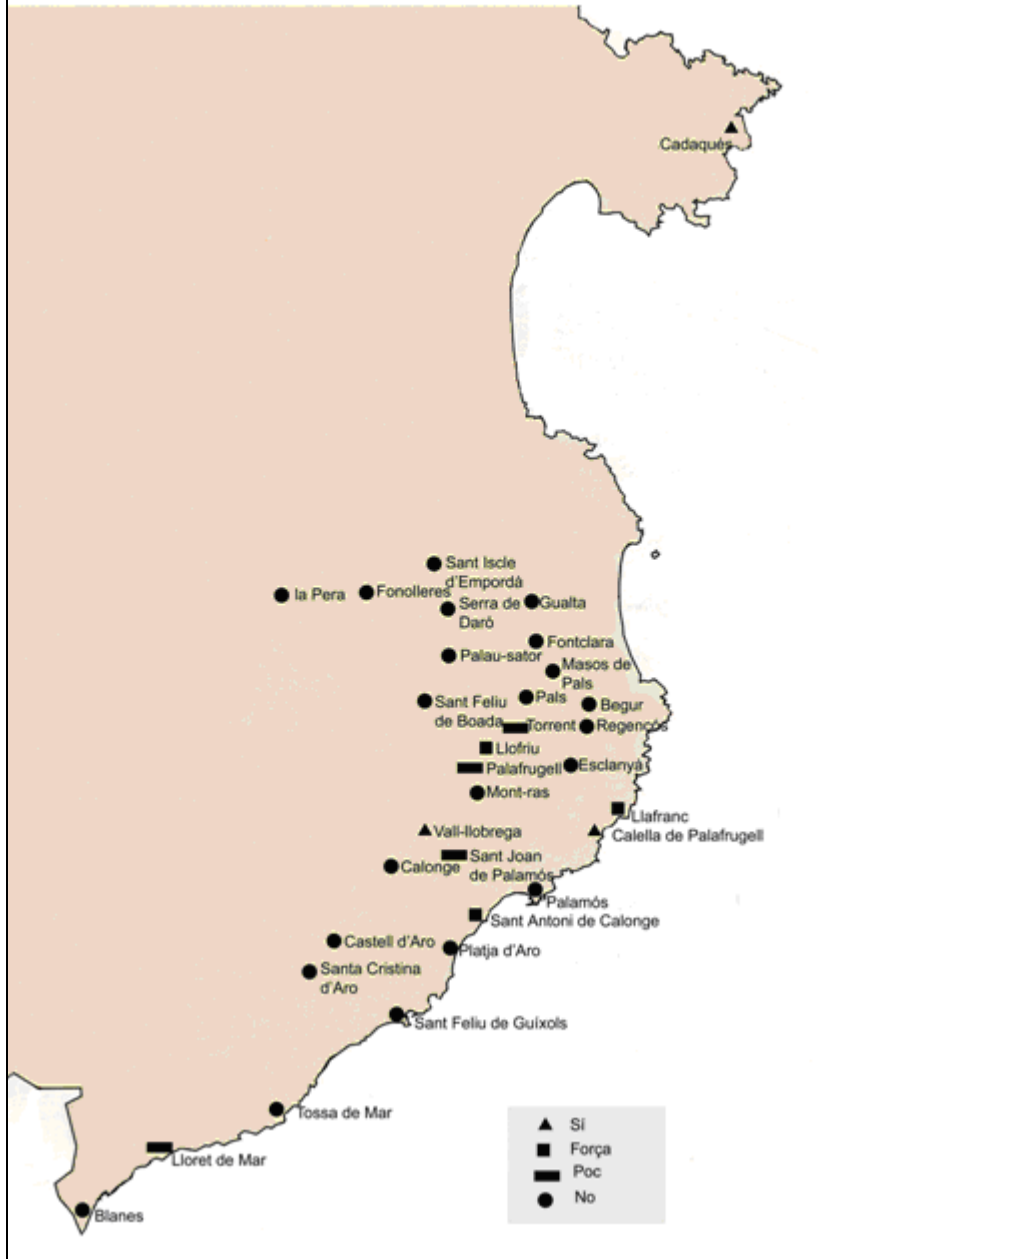 Cadaqués
Sant Iscle
d'Empordà
la Pera
Fonolleres
Serra de
Daró
Gualta
Fontclara
Palau-sator
Masos de
Pals
Sant Feliu
de Boada
Pals
Begur
Torrent
Regencós
Llofriu
Palafrugell
Esclanyà
Mont-ras
Llafranc
Vall-llobrega
Calella de Palafrugell
Sant Joan
de Palamós
Calonge
Palamós
Sant Antoni de Calonge
Castell d'Aro
Platja d'Aro
Santa Cristina
d'Aro
Sant Feliu de Guíxols
Tossa de Mar
Lloret de Mar
Blanes
Sí
Força
Poc
No